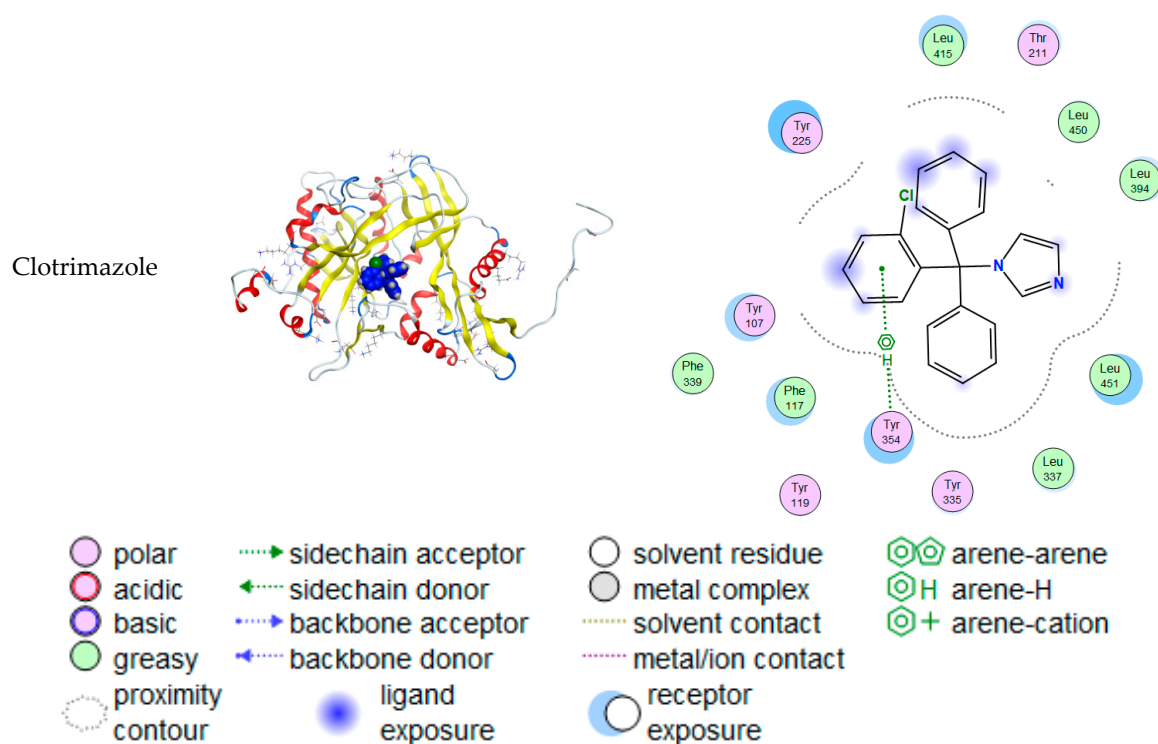 Clotrimazole
Leu
415
Thr
211
Tyr
225
Leu
450
Leu
394
Cl
N
N
Tyr
107
H
Phe
339
Phe
117
Leu
451
Tyr
354
Leu
337
Tyr
119
Tyr
335
polar
acidic
basic
greasy
proximity
contour
sidechain acceptor
sidechain donor
backbone acceptor
backbone donor
ligand
exposure
solvent residue
metal complex
solvent contact
metal/ion contact
receptor
exposure
arene-arene
H arene-H
+ arene-cation